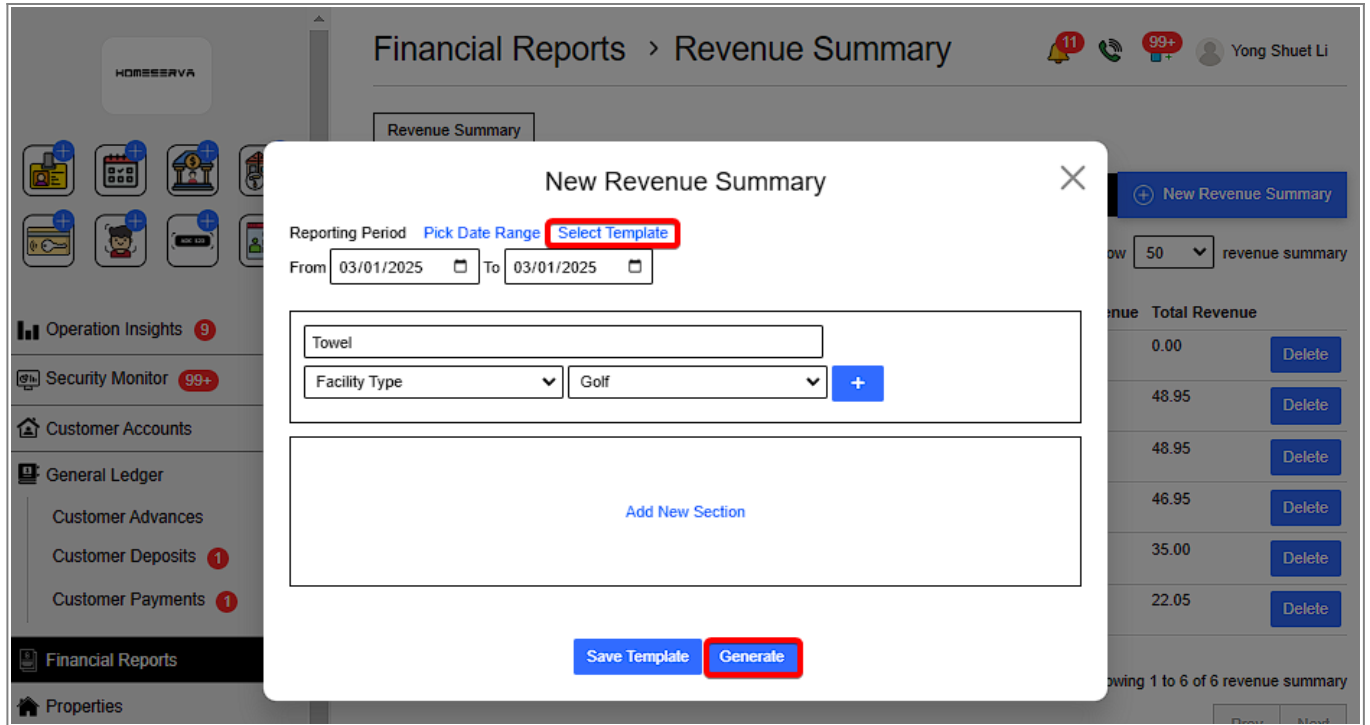 HOMESERVA
Financial Reports > Revenue Summary
11
99+
Yong Shuet Li
Revenue Summary
New Revenue Summary
New Revenue Summary
Reporting Period Pick Date Range Select Template
From 03/01/2025 To 03/01/2025
50 revenue summary
Total Revenue
Towel
Facility Type Golf +
Add New Section
Save Template Generate
0.00 Delete
48.95 Delete
48.95 Delete
46.95 Delete
35.00 Delete
22.05 Delete
1 to 6 of 6 revenue summary
Prev Next
Operation Insights 9
Security Monitor 99+
Customer Accounts
General Ledger
Customer Advances
Customer Deposits 1
Customer Payments 1
Financial Reports
Properties